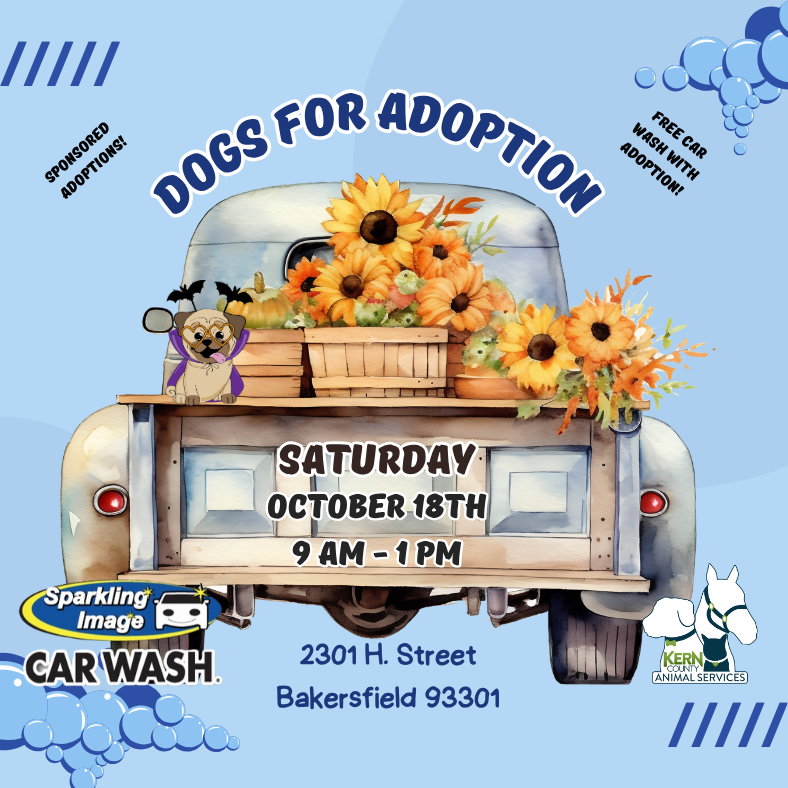 DOGS FOR ADOPTION
SPONSORED
ADOPTIONS!
FREE CAR
WASH WITH
ADOPTION!
SATURDAY
OCTOBER 18TH
9 AM - 1 PM
Sparkling
Image
CAR WASH
2301 H. Street
Bakersfield 93301
KERN
COUNTY
ANIMAL SERVICES